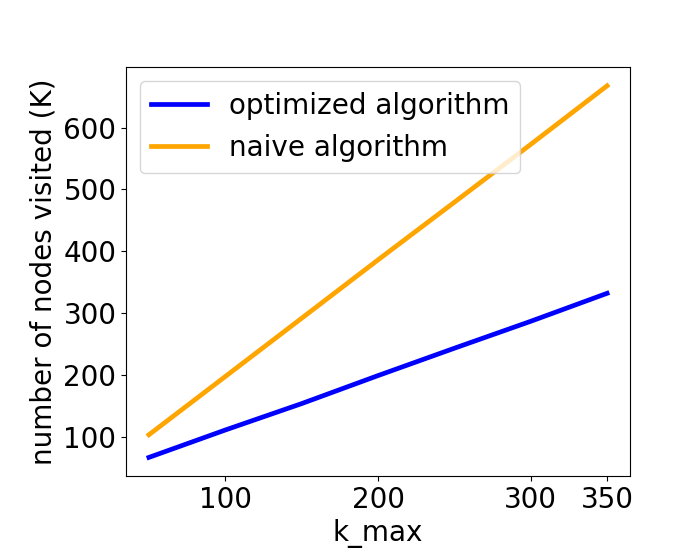 optimized algorithm
naive algorithm
number of nodes visited (K)
600
500
400
300
200
100
100 200 300 350
k_max